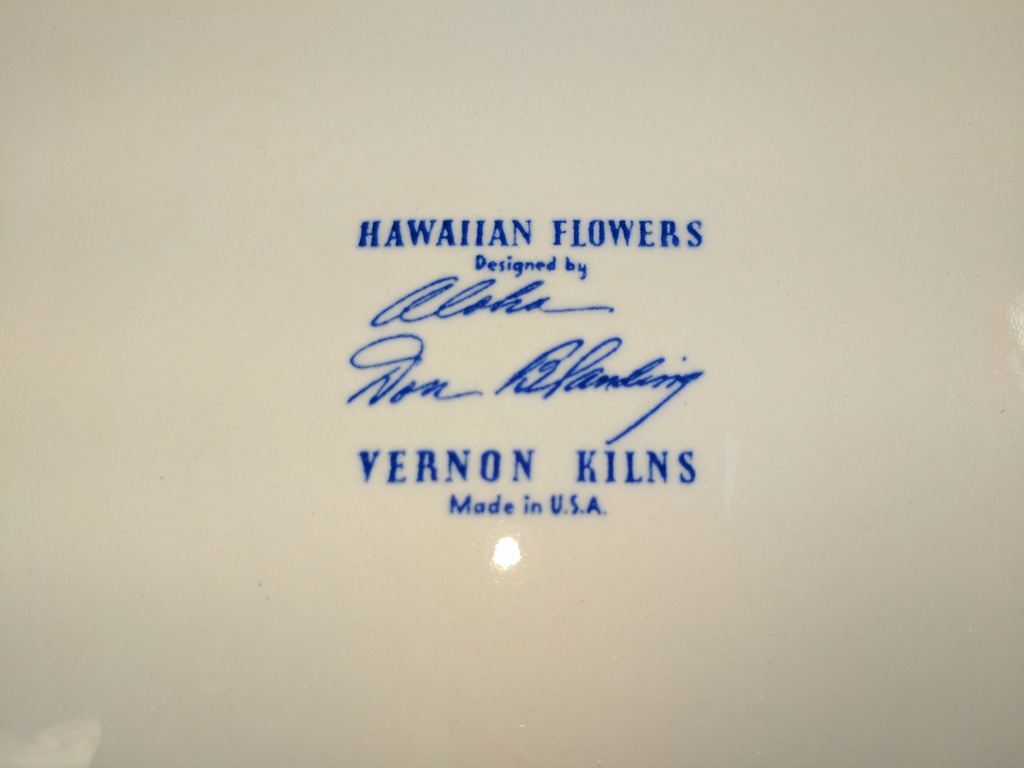 HAWAIIAN FLOWERS
Designed by
Aloha
Don Blanding
VERNON KILNS
Made in U.S.A.